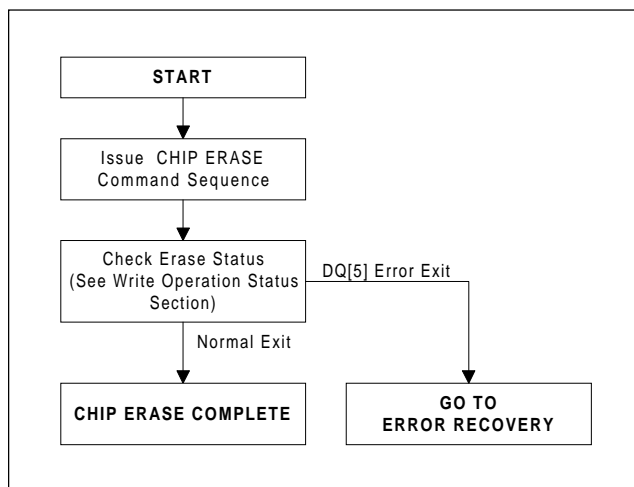 START
Issue CHIP ERASE
Command Sequence
Check Erase Status
(See Write Operation Status
Section)
DQ[5] Error Exit
Normal Exit
CHIP ERASE COMPLETE
GO TO
ERROR RECOVERY